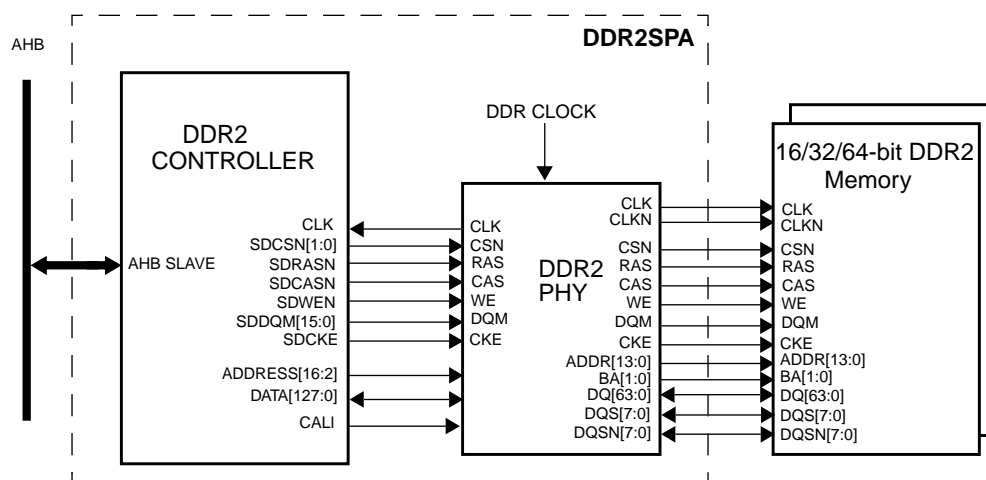 AHB
DDR2SPA
DDR2
CONTROLLER
CLK
SDCSN[1:0]
SDRASN
SDCASN
SDWEN
SDDQM[15:0]
SDCKE
ADDRESS[16:2]
DATA[127:0]
CALI
AHB SLAVE
DDR CLOCK
CLK
CSN
RAS
CAS
WE
DQM
CKE
DDR2
PHY
CLK
CLKN
CSN
RAS
CAS
WE
DQM
CKE
ADDR[13:0]
BA[1:0]
DQ[63:0]
DQS[7:0]
DQSN[7:0]
16/32/64-bit DDR2
Memory
CLK
CLKN
CSN
RAS
CAS
WE
DQM
CKE
ADDR[13:0]
BA[1:0]
DQ[63:0]
DQS[7:0]
DQSN[7:0]